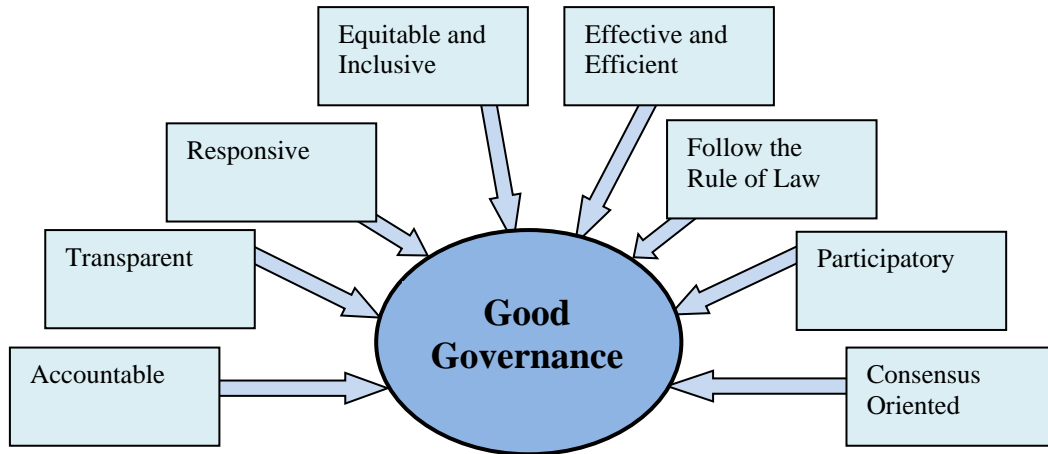 Equitable and
Inclusive
Effective and
Efficient
Responsive
Follow the
Rule of Law
Transparent
Participatory
Good
Governance
Accountable
Consensus
Oriented